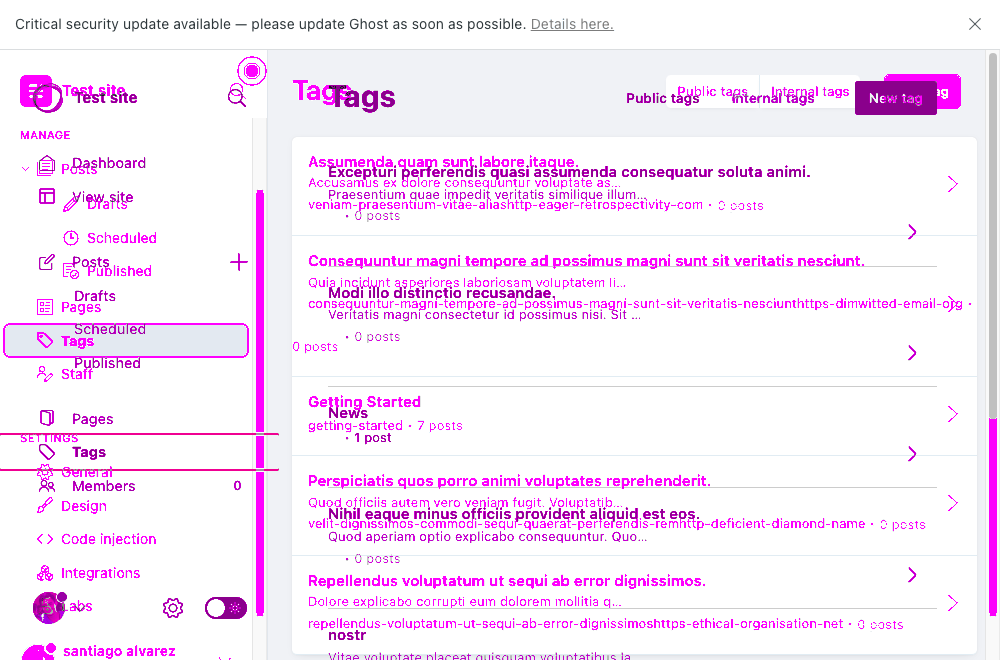 Critical security update available — please update Ghost as soon as possible. Details here.
Test site
Test site
MANAGE
Posts
Dashboard
View site
Drafts
Scheduled
Posts
Published
Drafts
Pages
Scheduled
Tags
Published
Staff
Pages
SETTINGS
Tags
General
Members 0
Design
Code injection
Integrations
Labs
santiago alvarez
Tags
Tags
Public tags Internal tags
Public tags Internal tags New tag
Assumenda quam sunt labore itaque.
Excepturi perferendis quasi assumenda consequatur soluta animi.
Accusamus ex dolore consequuntur voluptate as...
Praesentium quae impedit veritatis similique illum...
veniam-praesentium-vitae-aliashttp-eager-retrospectivity-com · 0 posts
· 0 posts
Consequuntur magni tempore ad possimus magni sunt sit veritatis nesciunt.
Quia incidunt asperiores laboriosam voluptatem li...
Modi illo distinctio recusandae.
consequuntur-magni-tempore-ad-possimus-magni-sunt-sit-veritatis-nesciunthttps-dimwitted-email-org ·
Veritatis magni consectetur id possimus nisi. Sit ...
· 0 posts
0 posts
Getting Started
News
getting-started · 7 posts
· 1 post
Perspiciatis quos porro animi voluptates reprehenderit.
Quod officiis autem vero veniam fugit. Voluptatib...
Nihil eaque minus officiis provident aliquid est eos.
velit-dignissimos-commodi-sequi-quaerat-perferendis-remhttp-deficient-diamond-name · 0 posts
Quod aperiam optio explicabo consequuntur. Quo...
· 0 posts
Repellendus voluptatum ut sequi ab error dignissimos.
Dolore explicabo corrupti eum dolorem mollitia q...
repellendus-voluptatum-ut-sequi-ab-error-dignissimoshttps-ethical-organisation-net · 0 posts
nostr
Vitae voluptate placeat quisquam voluptatibus la